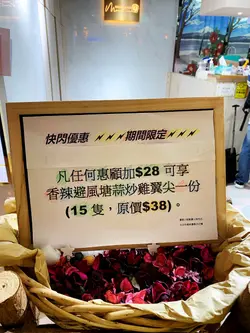 快閃優惠 期間限定
凡任何惠顧加$28 可享
香辣避風塘蒜炒雞翼尖一份
(15 隻，原價$38)。